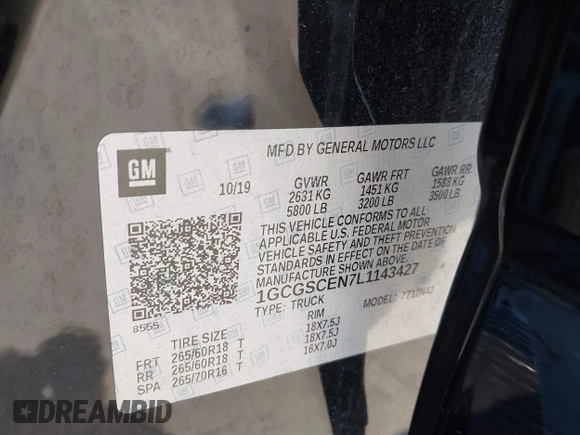 MFD BY GENERAL MOTORS LLC
GM
10/19
GVWR GAWR FRT GAWR RR
2631 KG 1451 KG 1588 KG
5800 LB 3200 LB 3500 LB
THIS VEHICLE CONFORMS TO ALL
APPLICABLE U.S. FEDERAL MOTOR
VEHICLE SAFETY AND THEFT PREVENTION
STANDARDS IN EFFECT ON THE DATE OF
MANUFACTURE SHOWN ABOVE.
1GCGSCEN7L1143427
TYPE: TRUCK MODEL:
8565
TIRE SIZE RIM
FRT 265/60R18 T 18X7.5J
RR 265/60R18 T 18X7.5J
SPA 265/70R16 T 16X7.0J
DREAMBID